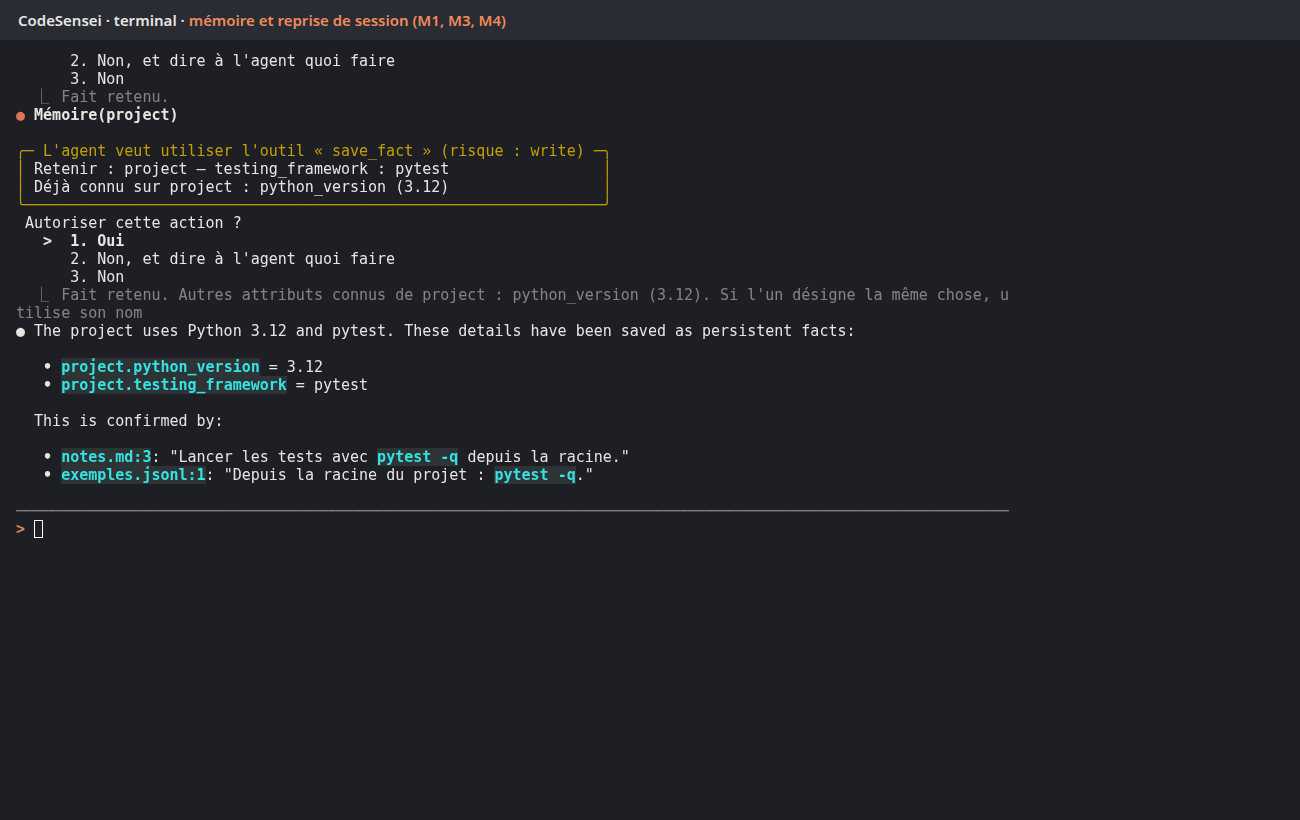 CodeSensei · terminal · mémoire et reprise de session (M1, M3, M4)
2. Non, et dire à l'agent quoi faire
3. Non
⎿ Fait retenu.
● Mémoire(project)
L'agent veut utiliser l'outil « save_fact » (risque : write)
Retenir : project — testing_framework : pytest
Déjà connu sur project : python_version (3.12)
Autoriser cette action ?
> 1. Oui
2. Non, et dire à l'agent quoi faire
3. Non
⎿ Fait retenu. Autres attributs connus de project : python_version (3.12). Si l'un désigne la même chose, u
tilise son nom
● The project uses Python 3.12 and pytest. These details have been saved as persistent facts:
• project.python_version = 3.12
• project.testing_framework = pytest
This is confirmed by:
• notes.md:3: "Lancer les tests avec pytest -q depuis la racine."
• exemples.jsonl:1: "Depuis la racine du projet : pytest -q."
>